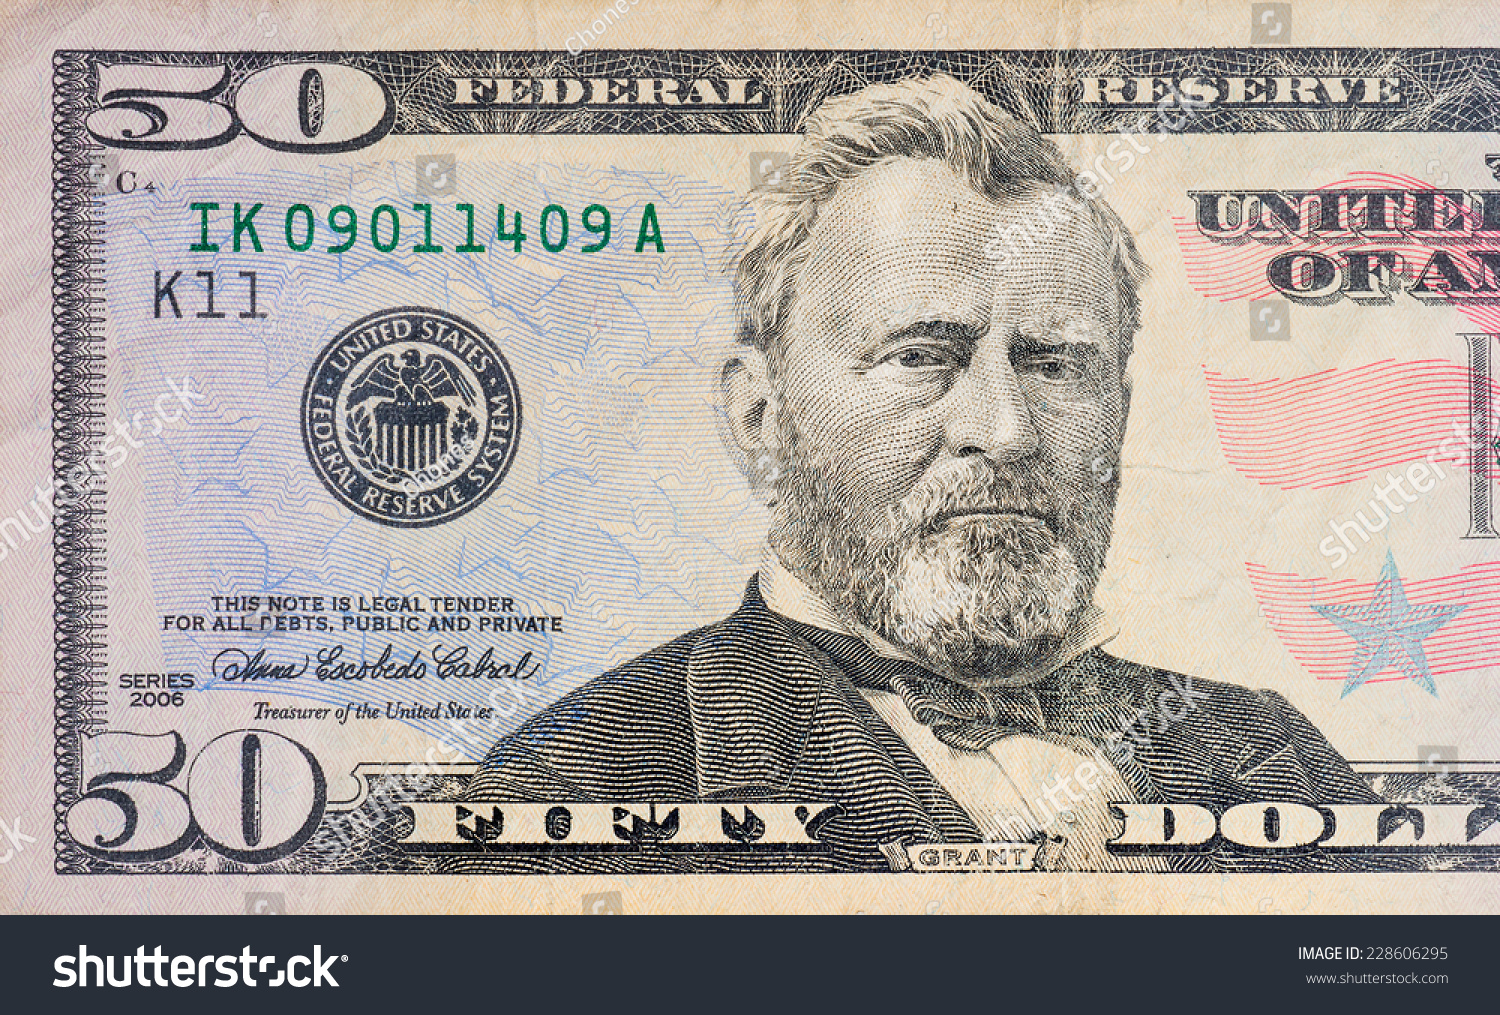 50 FEDERAL RESERVE
C4
IK 09011409 A
K11
UNITED STATES
FEDERAL RESERVE SYSTEM
THIS NOTE IS LEGAL TENDER
FOR ALL DEBTS, PUBLIC AND PRIVATE
Anna Escobedo Cabral
SERIES
2006
Treasurer of the United States.
50
FIFTY DOLL
GRANT
UNITE
OF AM
shutterstock
IMAGE ID: 228606295
www.shutterstock.com